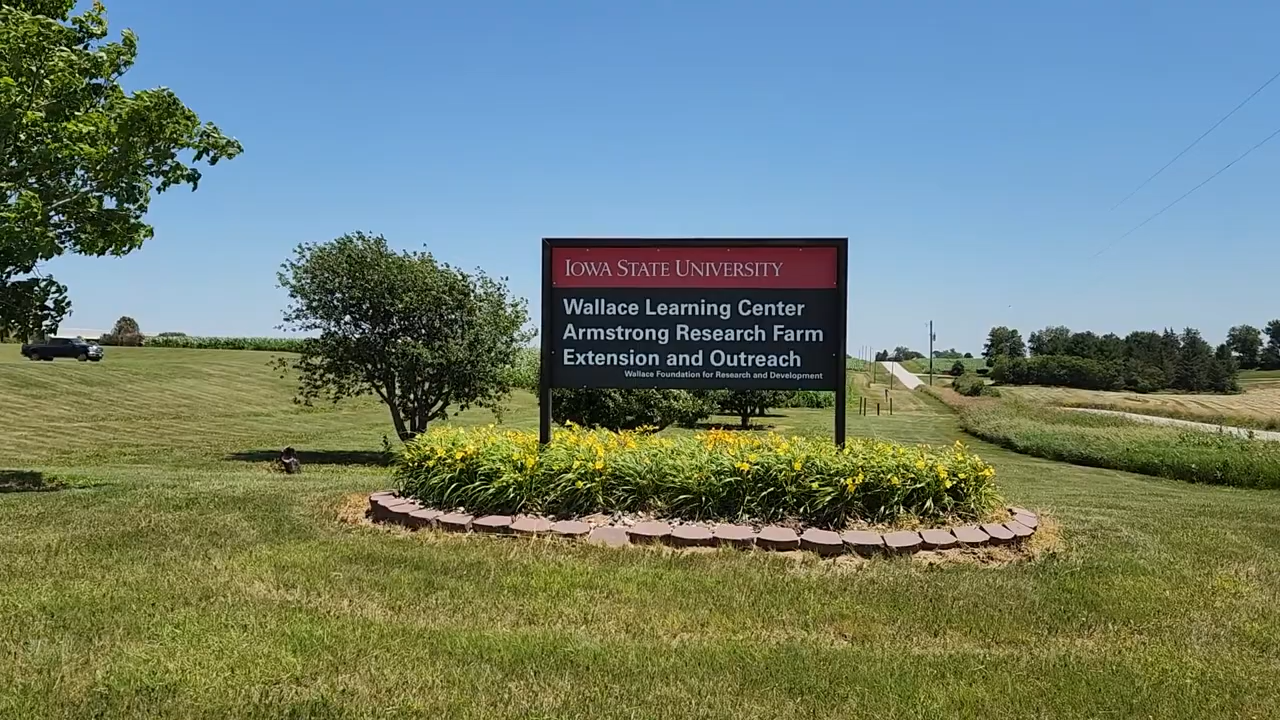 IOWA STATE UNIVERSITY
Wallace Learning Center
Armstrong Research Farm
Extension and Outreach
Wallace Foundation for Research and Development